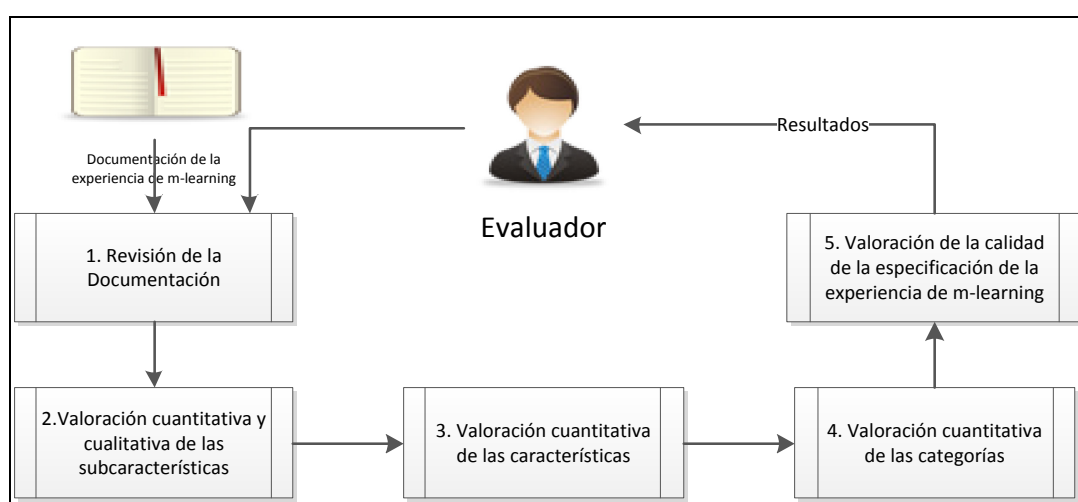 Documentación de la
experiencia de m-learning
Resultados
Evaluador
1. Revisión de la
Documentación
5. Valoración de la calidad
de la especificación de la
experiencia de m-learning
2.Valoración cuantitativa y
cualitativa de las
subcaracterísticas
3. Valoración cuantitativa
de las características
4. Valoración cuantitativa
de las categorías